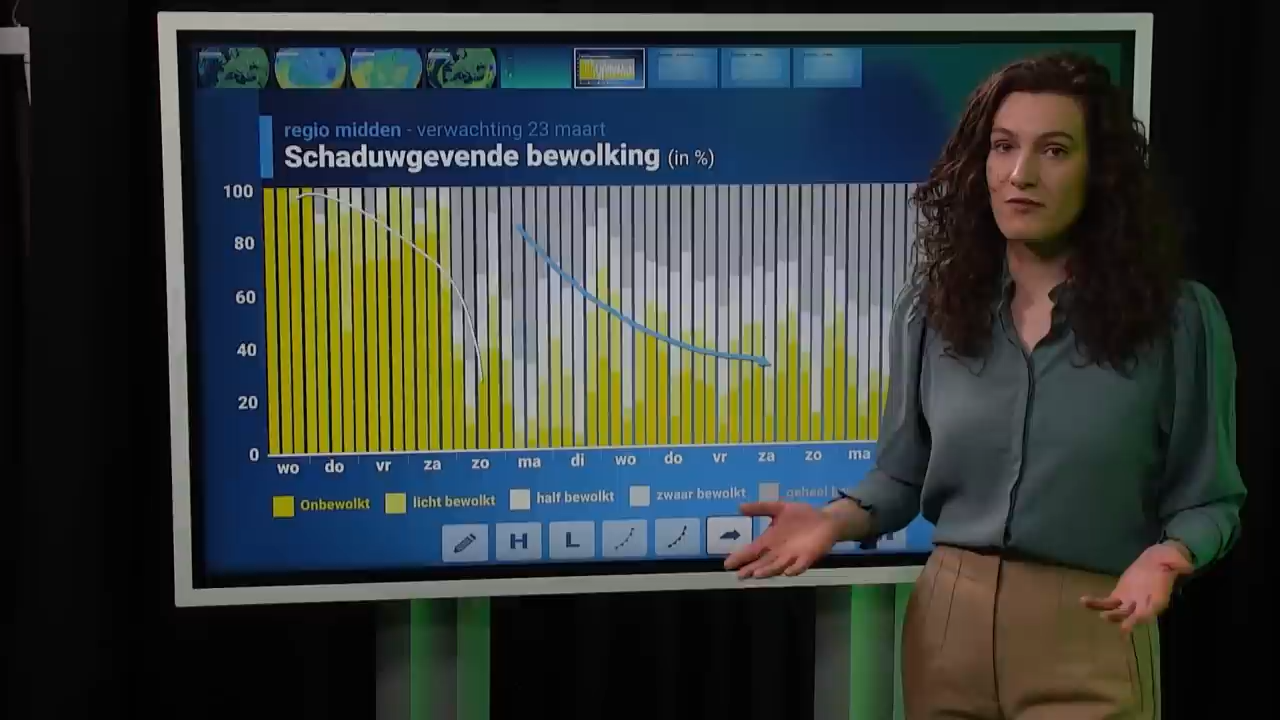 regio midden - verwachting 23 maart
Schaduwgevende bewolking (in %)
100
80
60
40
20
0
wo do vr za zo ma di wo do vr za zo ma
Onbewolkt licht bewolkt half bewolkt zwaar bewolkt geheel
H L